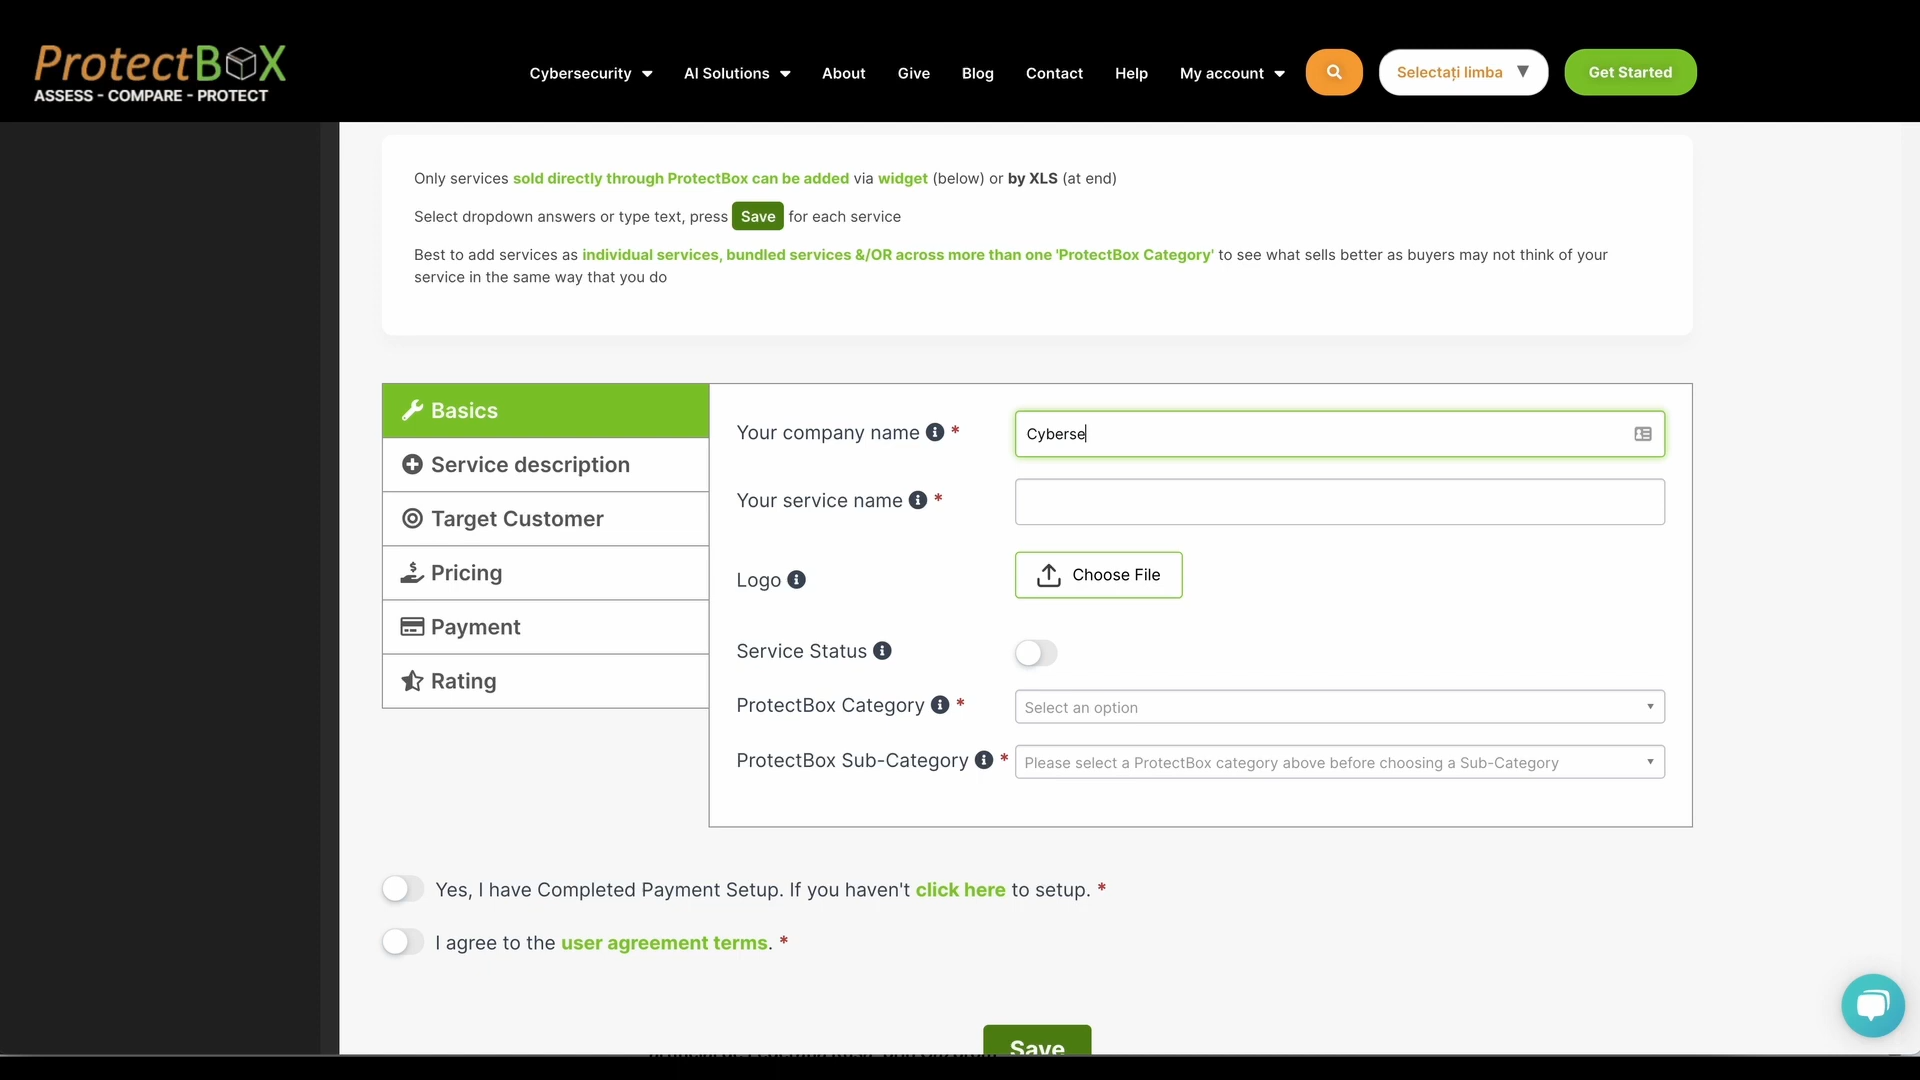 ProtectBOX
ASSESS - COMPARE - PROTECT
Cybersecurity
AI Solutions
About
Give
Blog
Contact
Help
My account
Selectați limba
Get Started
Only services sold directly through ProtectBox can be added via widget (below) or by XLS (at end)
Select dropdown answers or type text, press Save for each service
Best to add services as individual services, bundled services &/OR across more than one 'ProtectBox Category' to see what sells better as buyers may not think of your
service in the same way that you do
Basics
Service description
Target Customer
Pricing
Payment
Rating
Your company name *
Cyberse
Your service name *
Logo
Choose File
Service Status
ProtectBox Category *
Select an option
ProtectBox Sub-Category *
Please select a ProtectBox category above before choosing a Sub-Category
Yes, I have Completed Payment Setup. If you haven't click here to setup. *
I agree to the user agreement terms. *
Save